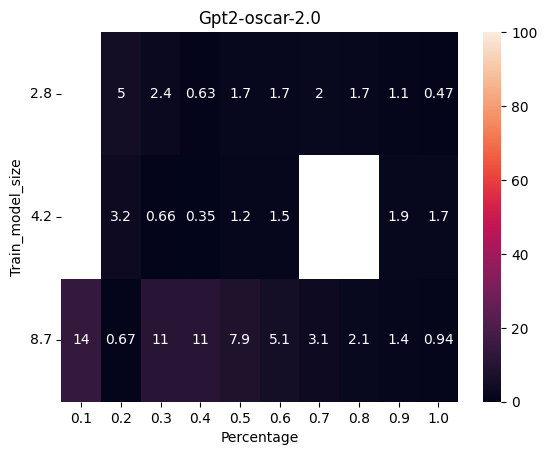 Gpt2-oscar-2.0
Train_model_size
2.8 5 2.4 0.63 1.7 1.7 2 1.7 1.1 0.47
4.2 3.2 0.66 0.35 1.2 1.5 1.9 1.7
8.7 14 0.67 11 11 7.9 5.1 3.1 2.1 1.4 0.94
0.1 0.2 0.3 0.4 0.5 0.6 0.7 0.8 0.9 1.0
Percentage
100
80
60
40
20
0